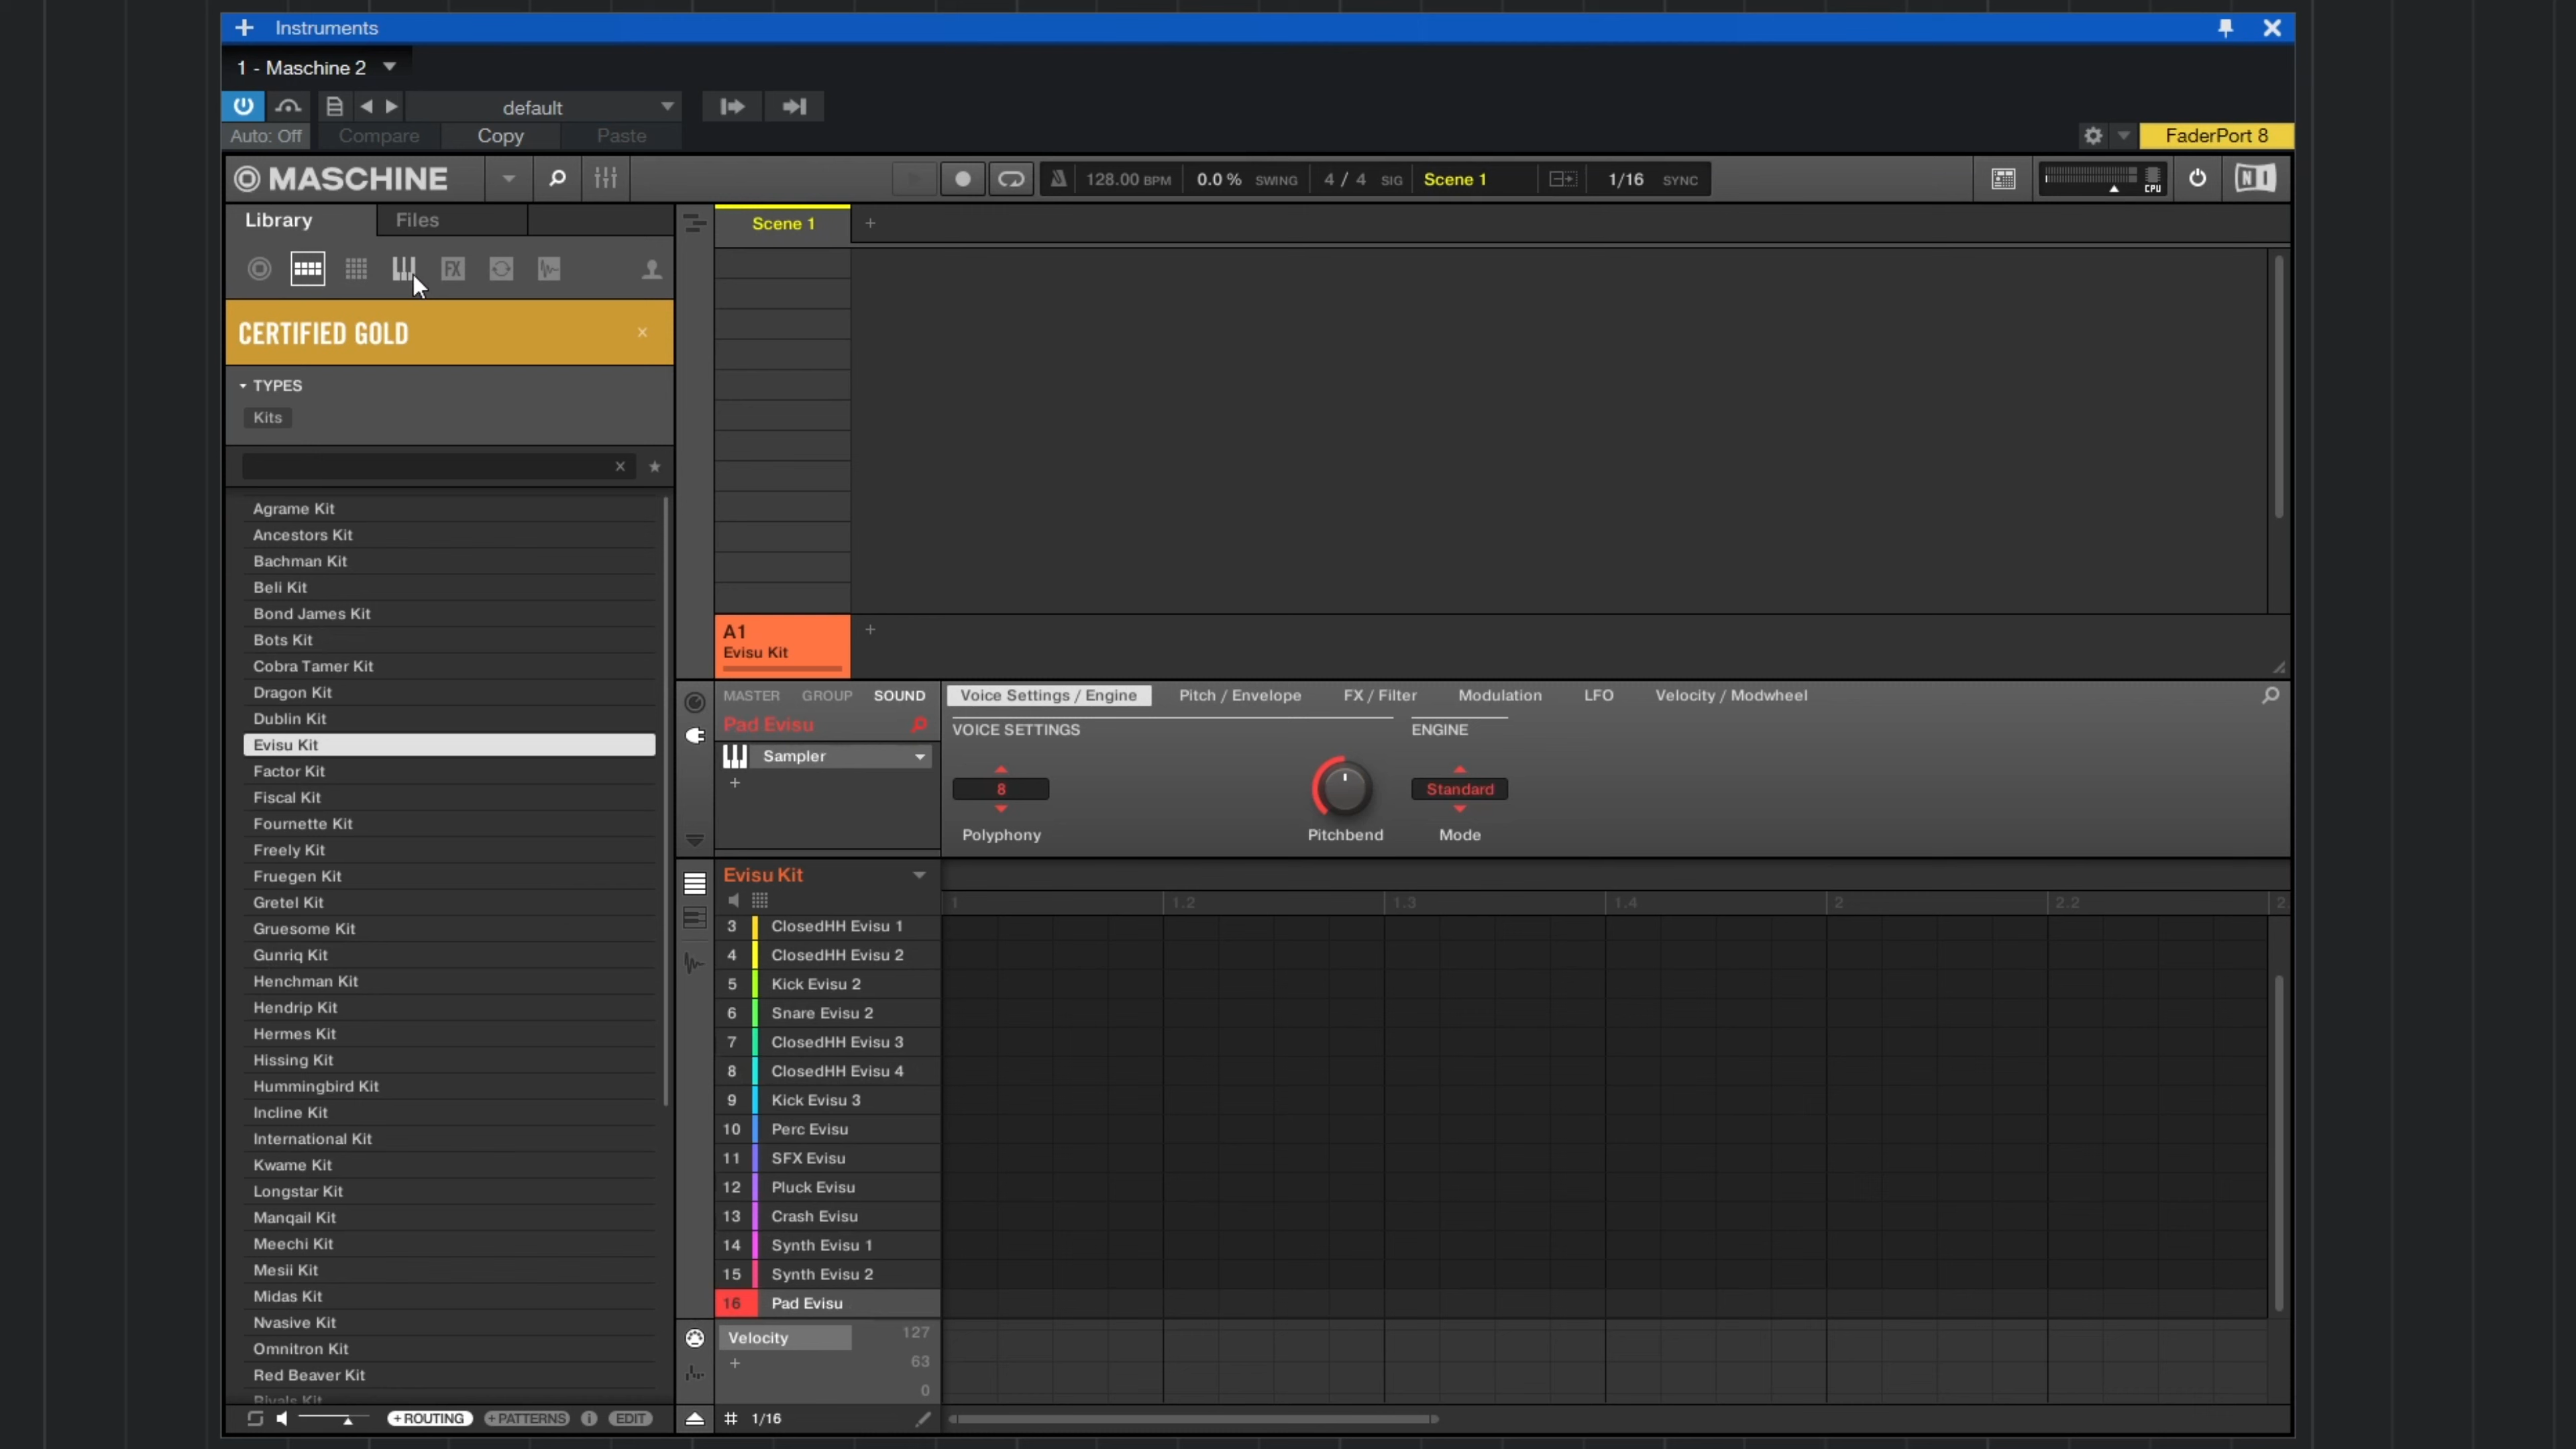 Instruments
1 - Maschine 2
default
Auto: Off Compare Copy Paste FaderPort 8
MASCHINE 128.00 BPM 0.0 % SWING 4 / 4 SIG Scene 1 1/16 SYNC CPU NI
Library Files
Scene 1 +
FX
CERTIFIED GOLD
TYPES
Kits
Agrame Kit
Ancestors Kit
Bachman Kit
Beli Kit
Bond James Kit
Bots Kit
Cobra Tamer Kit
Dragon Kit
Dublin Kit
Evisu Kit
Factor Kit
Fiscal Kit
Fournette Kit
Freely Kit
Fruegen Kit
Gretel Kit
Gruesome Kit
Gunriq Kit
Henchman Kit
Hendrip Kit
Hermes Kit
Hissing Kit
Hummingbird Kit
Incline Kit
International Kit
Kwame Kit
Longstar Kit
Manqail Kit
Meechi Kit
Mesii Kit
Midas Kit
Nvasive Kit
Omnitron Kit
Red Beaver Kit
Rivals Kit
+ROUTING +PATTERNS i EDIT
A1
Evisu Kit
+
MASTER GROUP SOUND
Pad Evisu
Sampler
+
Voice Settings / Engine Pitch / Envelope FX / Filter Modulation LFO Velocity / Modwheel
VOICE SETTINGS ENGINE
8 Standard
Polyphony Pitchbend Mode
Evisu Kit
1 1.2 1.3 1.4 2 2.2 2.
3 ClosedHH Evisu 1
4 ClosedHH Evisu 2
5 Kick Evisu 2
6 Snare Evisu 2
7 ClosedHH Evisu 3
8 ClosedHH Evisu 4
9 Kick Evisu 3
10 Perc Evisu
11 SFX Evisu
12 Pluck Evisu
13 Crash Evisu
14 Synth Evisu 1
15 Synth Evisu 2
16 Pad Evisu
Velocity 127
+ 63
0
# 1/16